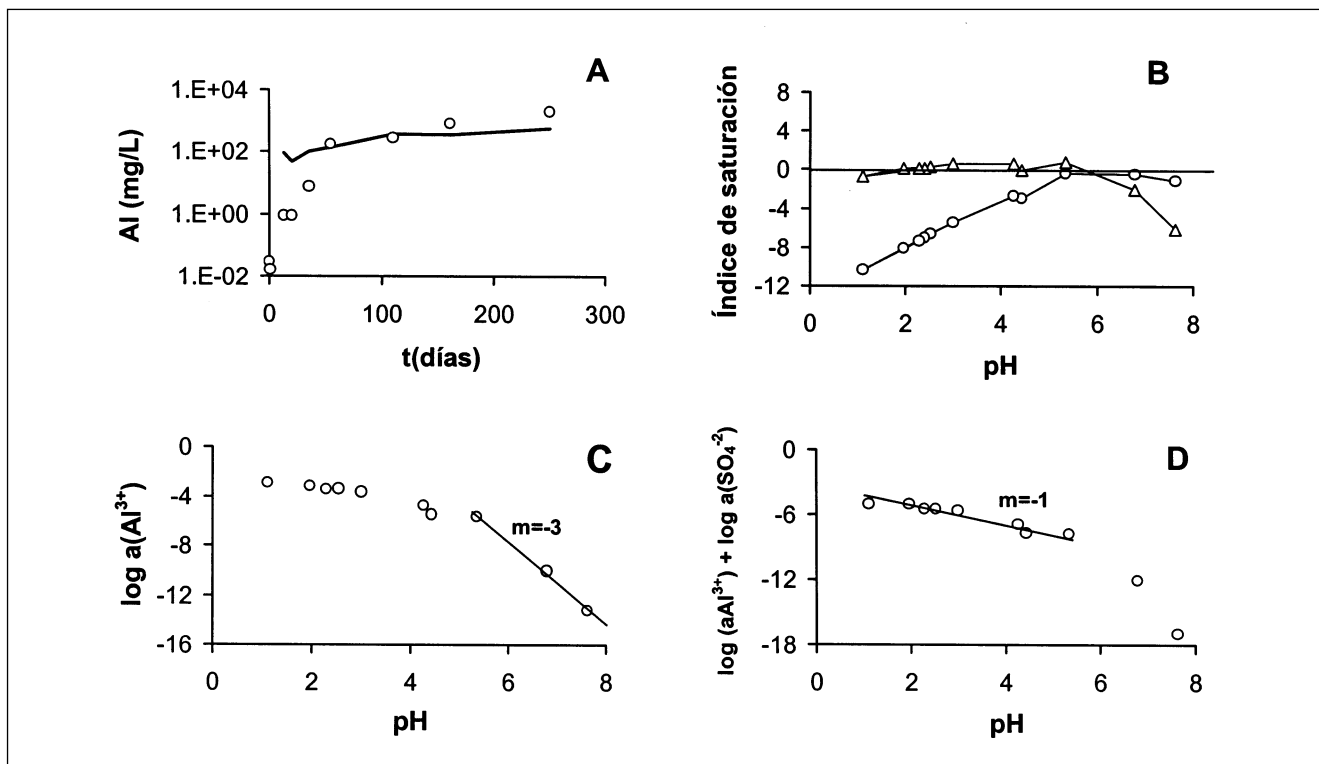 A
1.E+04
1.E+02
1.E+00
1.E-02
Al (mg/L)
0
100
200
300
t(días)
B
8
4
0
-4
-8
-12
Índice de saturación
0
2
4
6
8
pH
C
0
-4
-8
-12
-16
log a(Al³⁺)
m=-3
0
2
4
6
8
pH
D
0
-6
-12
-18
log (aAl³⁺) + log a(SO₄⁻²)
m=-1
0
2
4
6
8
pH